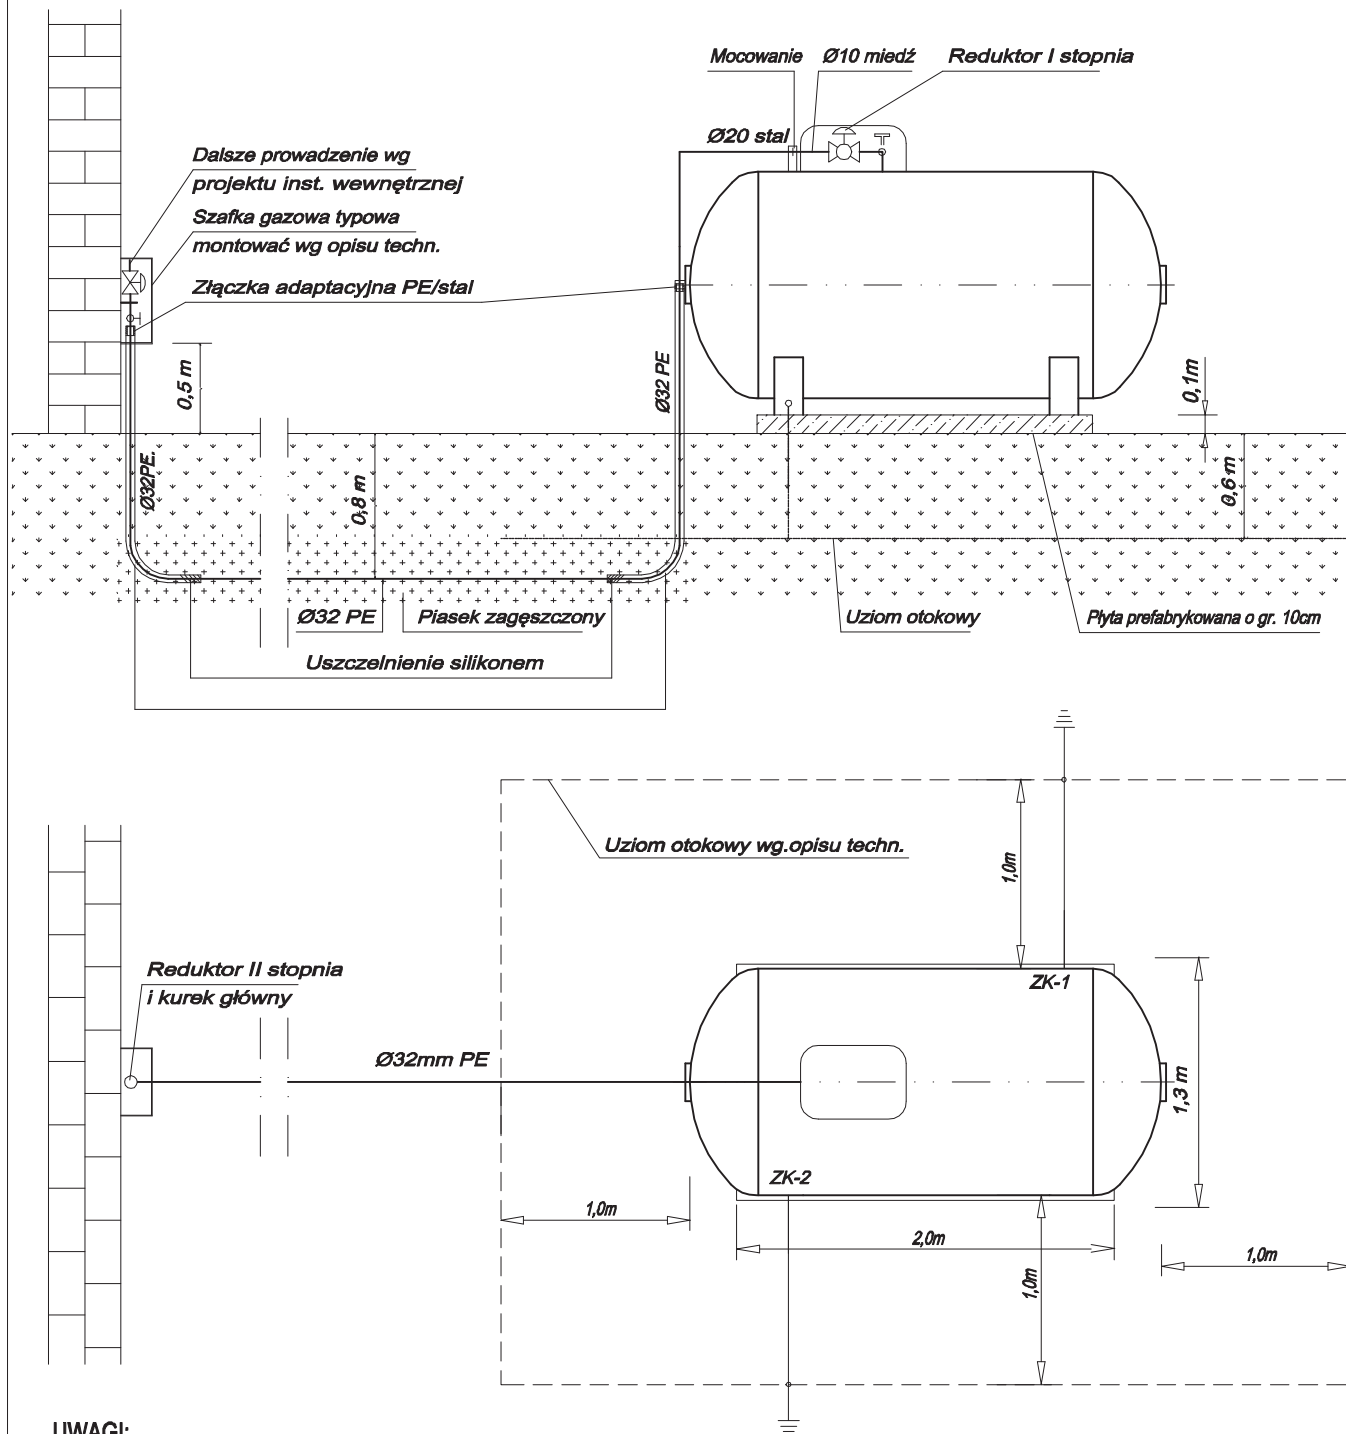 Mocowanie
Ø10 miedź
Reduktor I stopnia
Ø20 stal
Dalsze prowadzenie wg
projektu inst. wewnętrznej
Szafka gazowa typowa
montować wg opisu techn.
Złączka adaptacyjna PE/stal
0,5 m
Ø32 PE
0,1m
Ø32PE.
0,8 m
0,6 m
Ø32 PE
Piasek zagęszczony
Uziom otokowy
Płyta prefabrykowana o gr. 10cm
Uszczelnienie silikonem
Uziom otokowy wg.opisu techn.
1,0m
Reduktor II stopnia
i kurek główny
ZK-1
Ø32mm PE
1,3 m
ZK-2
1,0m
2,0m
1,0m
1,0m
UWAGI: